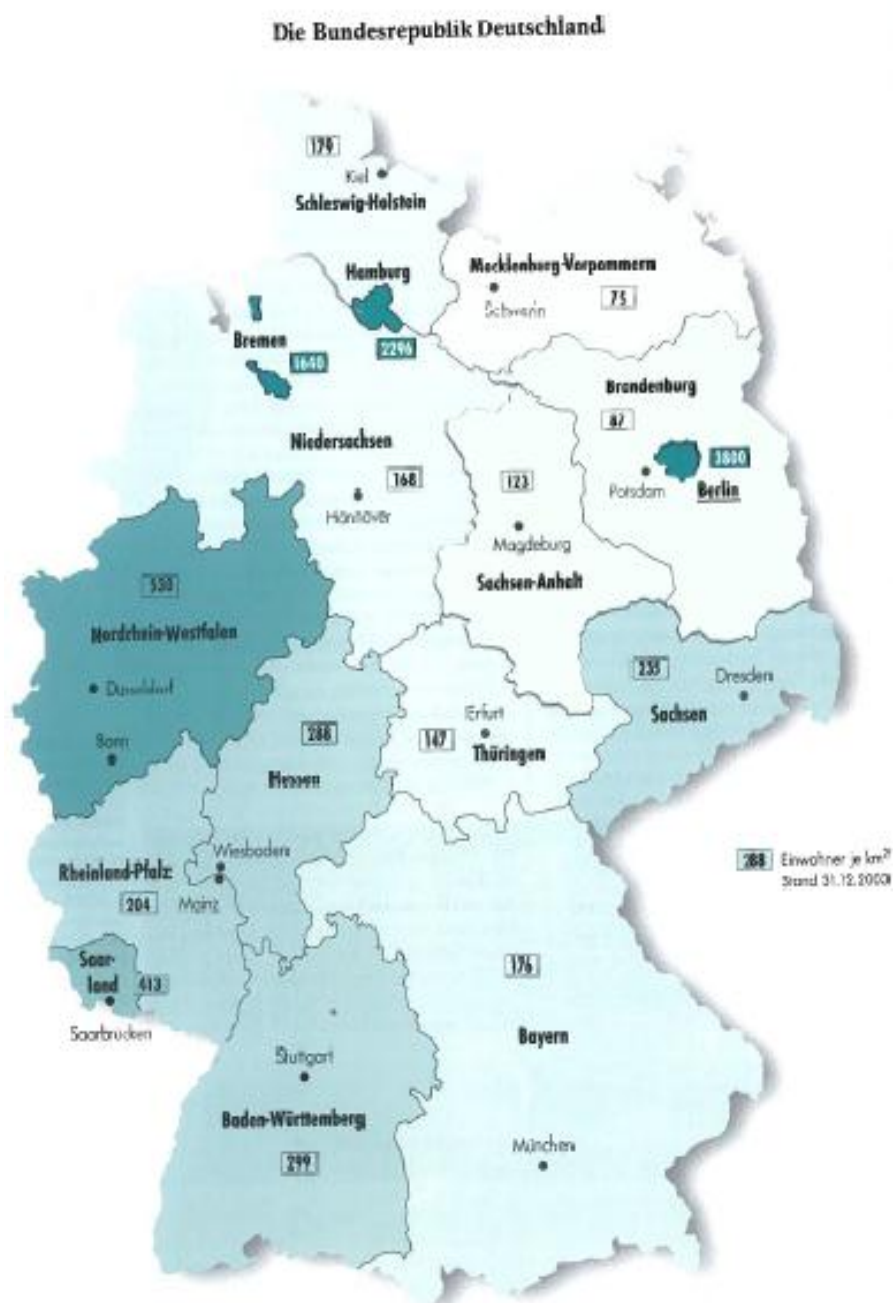 Die Bundesrepublik Deutschland
179
Kiel
Schleswig-Holstein
Hamburg
2296
Mecklenburg-Vorpommern
Schwerin
75
Bremen
1640
Brandenburg
87
Potsdam
3800
Berlin
Niedersachsen
168
Hannover
123
Magdeburg
Sachsen-Anhalt
530
Nordrhein-Westfalen
Düsseldorf
Bonn
235
Dresden
Sachsen
288
Hessen
Wiesbaden
Erfurt
147
Thüringen
Rheinland-Pfalz
204
Mainz
288 Einwohner je km²
Stand 31.12.2003
Saar-
land
413
Saarbrücken
176
Bayern
München
Stuttgart
Baden-Württemberg
299